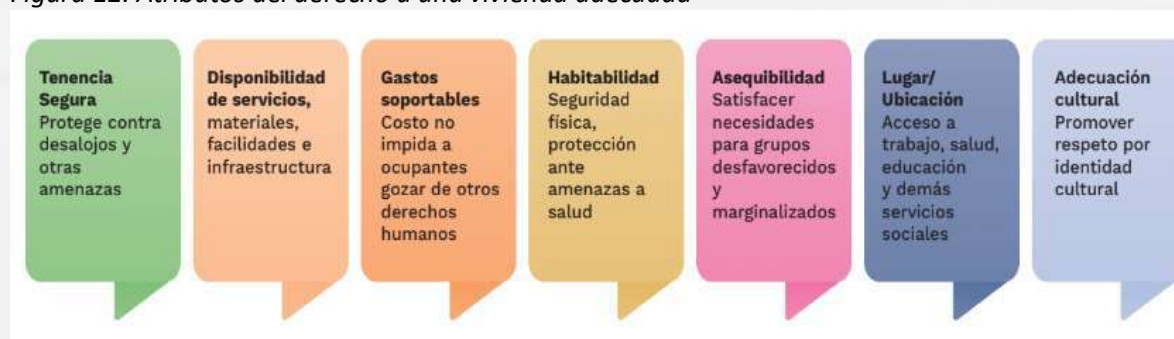 Figura 22. Atributos del derecho a una vivienda adecuada
Tenencia
Segura
Protege contra
desalojos y
otras
amenazas
Disponibilidad
de servicios,
materiales,
facilidades e
infraestructura
Gastos
soportables
Costo no
impida a
ocupantes
gozar de otros
derechos
humanos
Habitabilidad
Seguridad
física,
protección
ante
amenazas a
salud
Asequibilidad
Satisfacer
necesidades
para grupos
desfavorecidos
y
marginalizados
Lugar/
Ubicación
Acceso a
trabajo, salud,
educación
y demás
servicios
sociales
Adecuación
cultural
Promover
respeto por
identidad
cultural